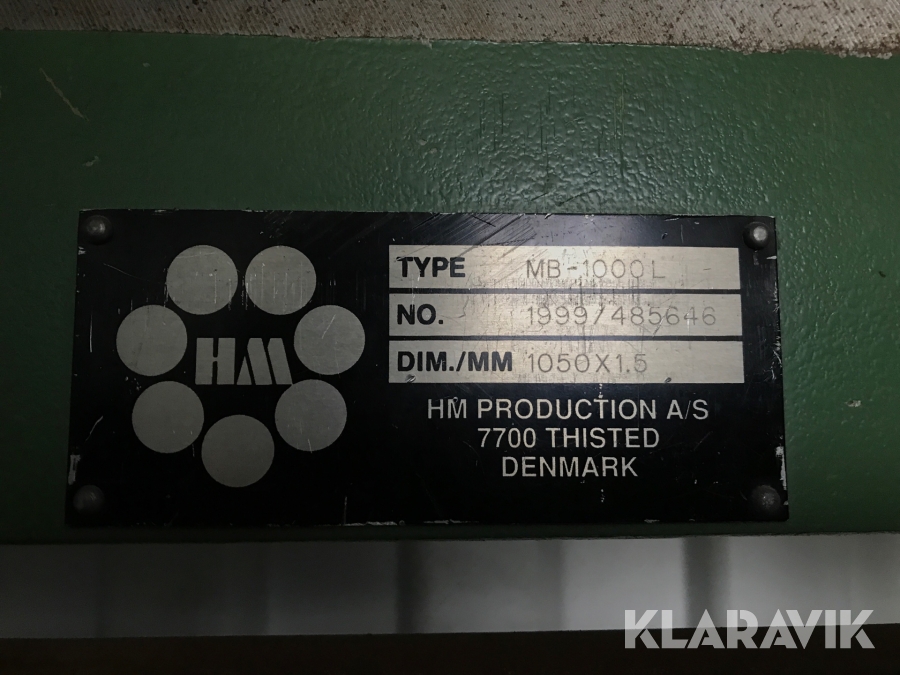 HM
TYPE MB-1000L
NO. 1999/485646
DIM./MM 1050X1.5
HM PRODUCTION A/S
7700 THISTED
DENMARK
KLARAVIK